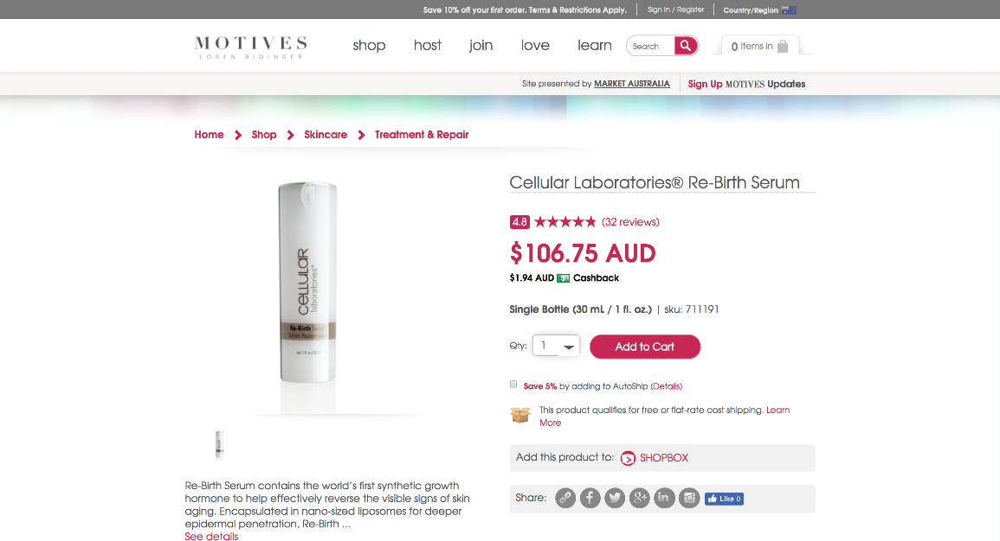 Save 10% off your first order. Terms & Restrictions Apply.
Sign In / Register
Country/Region
MOTIVES
LOREN RIDINGER
shop
host
join
love
learn
Search
0 items in
Site presented by MARKET AUSTRALIA
Sign Up MOTIVES Updates
Home
Shop
Skincare
Treatment & Repair
CELLULAR
laboratories®
Re-Birth Serum
Cellular Laboratories® Re-Birth Serum
4.8 ★★★★★ (32 reviews)
$106.75 AUD
$1.94 AUD Cashback
Single Bottle (30 mL / 1 fl. oz.) | sku: 711191
Qty: 1
Add to Cart
Save 5% by adding to AutoShip (Details)
This product qualifies for free or flat-rate cost shipping. Learn
More
Add this product to: SHOPBOX
Share:
Like 0
Re-Birth Serum contains the world's first synthetic growth
hormone to help effectively reverse the visible signs of skin
aging. Encapsulated in nano-sized liposomes for deeper
epidermal penetration, Re-Birth ...
See details